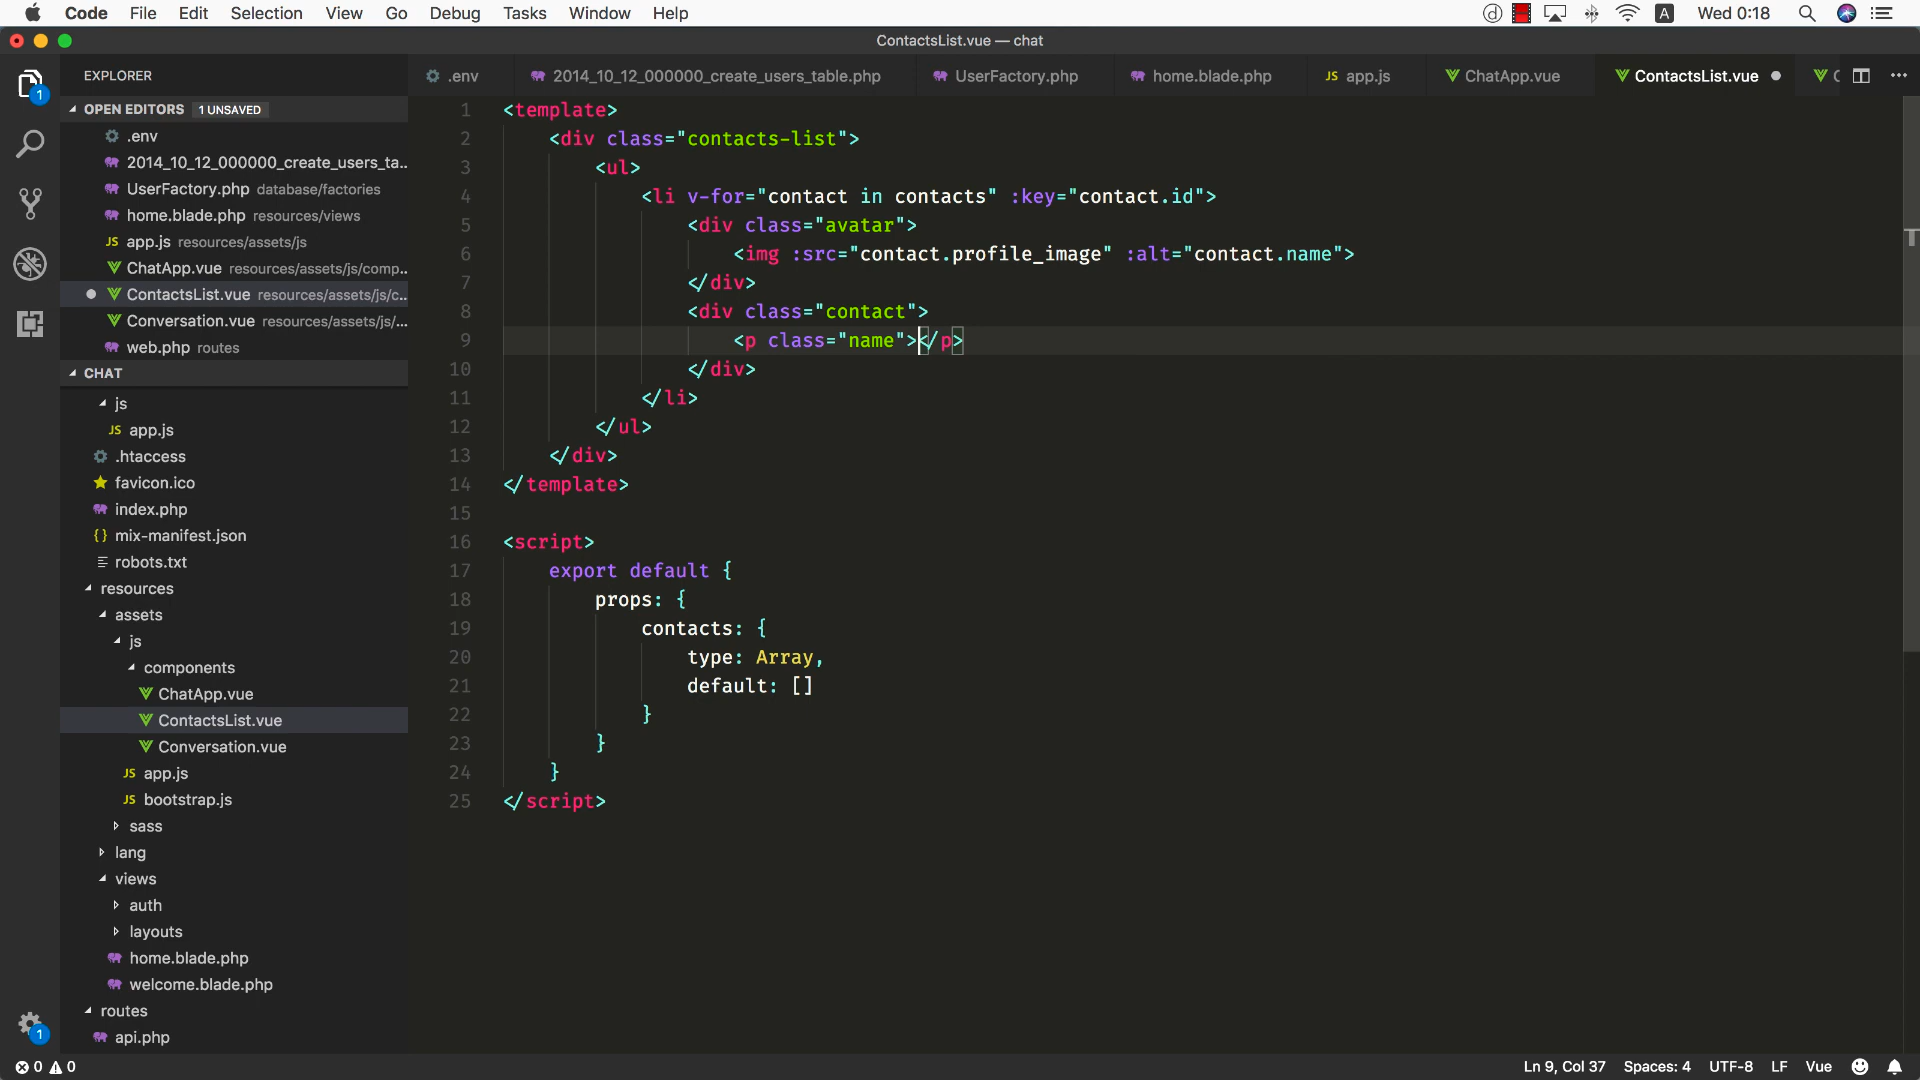 Code File Edit Selection View Go Debug Tasks Window Help
A Wed 0:18
ContactsList.vue — chat
EXPLORER
.env 2014_10_12_000000_create_users_table.php UserFactory.php home.blade.php JS app.js ChatApp.vue ContactsList.vue
OPEN EDITORS 1 UNSAVED
.env
2014_10_12_000000_create_users_ta...
UserFactory.php database/factories
home.blade.php resources/views
JS app.js resources/assets/js
ChatApp.vue resources/assets/js/comp...
ContactsList.vue resources/assets/js/c...
Conversation.vue resources/assets/js/...
web.php routes
CHAT
js
JS app.js
.htaccess
favicon.ico
index.php
{} mix-manifest.json
robots.txt
resources
assets
js
components
ChatApp.vue
ContactsList.vue
Conversation.vue
JS app.js
JS bootstrap.js
sass
lang
views
auth
layouts
home.blade.php
welcome.blade.php
routes
api.php
1
1
1 <template>
2 <div class="contacts-list">
3 <ul>
4 <li v-for="contact in contacts" :key="contact.id">
5 <div class="avatar">
6 <img :src="contact.profile_image" :alt="contact.name">
7 </div>
8 <div class="contact">
9 <p class="name"></p>
10 </div>
11 </li>
12 </ul>
13 </div>
14 </template>
15
16 <script>
17 export default {
18 props: {
19 contacts: {
20 type: Array,
21 default: []
22 }
23 }
24 }
25 </script>
0 0
Ln 9, Col 37 Spaces: 4 UTF-8 LF Vue